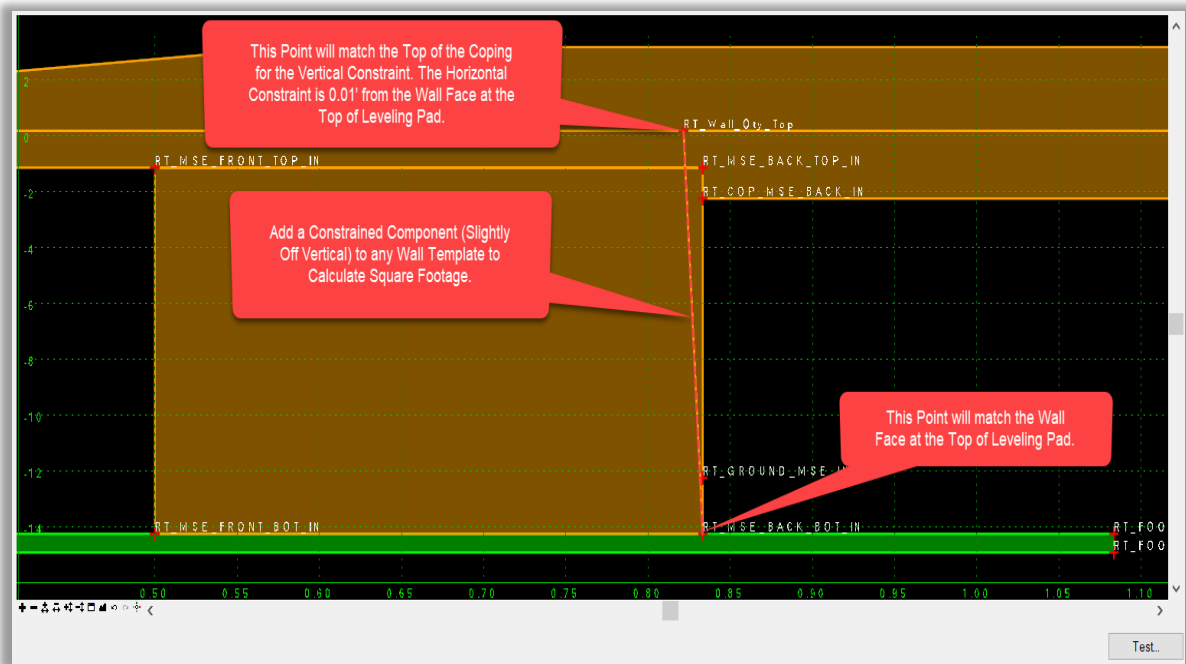 This Point will match the Top of the Coping
for the Vertical Constraint. The Horizontal
Constraint is 0.01' from the Wall Face at the
Top of Leveling Pad.
2
0
RT_Wall_Qty_Top
RT_MSE_FRONT_TOP_IN
RT_MSE_BACK_TOP_IN
-2
RT_COP_MSE_BACK_IN
Add a Constrained Component (Slightly
Off Vertical) to any Wall Template to
Calculate Square Footage.
-4
-6
-8
-10
This Point will match the Wall
Face at the Top of Leveling Pad.
-12
RT_GROUND_MSE
-14
RT_MSE_FRONT_BOT_IN
RT_MSE_BACK_BOT_IN
RT_FOO
RT_FOO
0.50 0.55 0.60 0.65 0.70 0.75 0.80 0.85 0.90 0.95 1.00 1.05 1.10
Test...